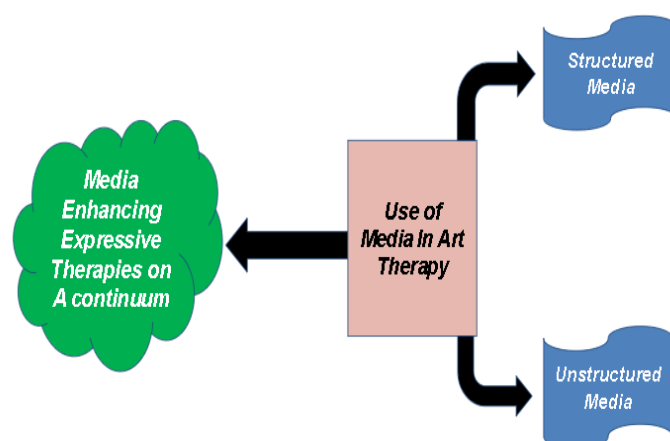 Media
Enhancing
Expressive
Therapies on
A continuum
Use of
Media In Art
Therapy
Structured
Media
Unstructured
Media